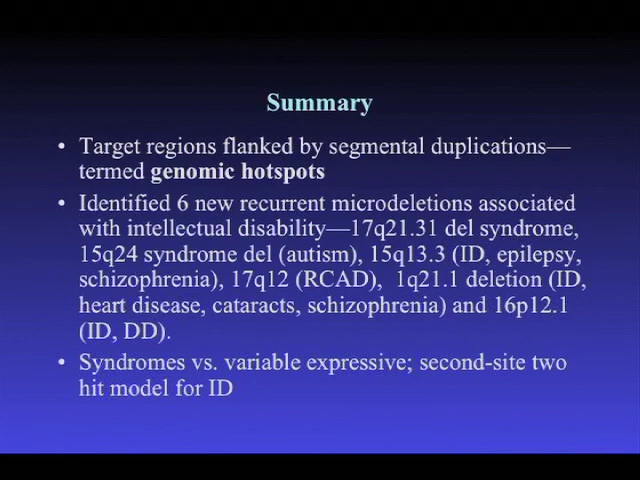 Summary
• Target regions flanked by segmental duplications—
termed genomic hotspots
• Identified 6 new recurrent microdeletions associated
with intellectual disability—17q21.31 del syndrome,
15q24 syndrome del (autism), 15q13.3 (ID, epilepsy,
schizophrenia), 17q12 (RCAD), 1q21.1 deletion (ID,
heart disease, cataracts, schizophrenia) and 16p12.1
(ID, DD).
• Syndromes vs. variable expressive; second-site two
hit model for ID